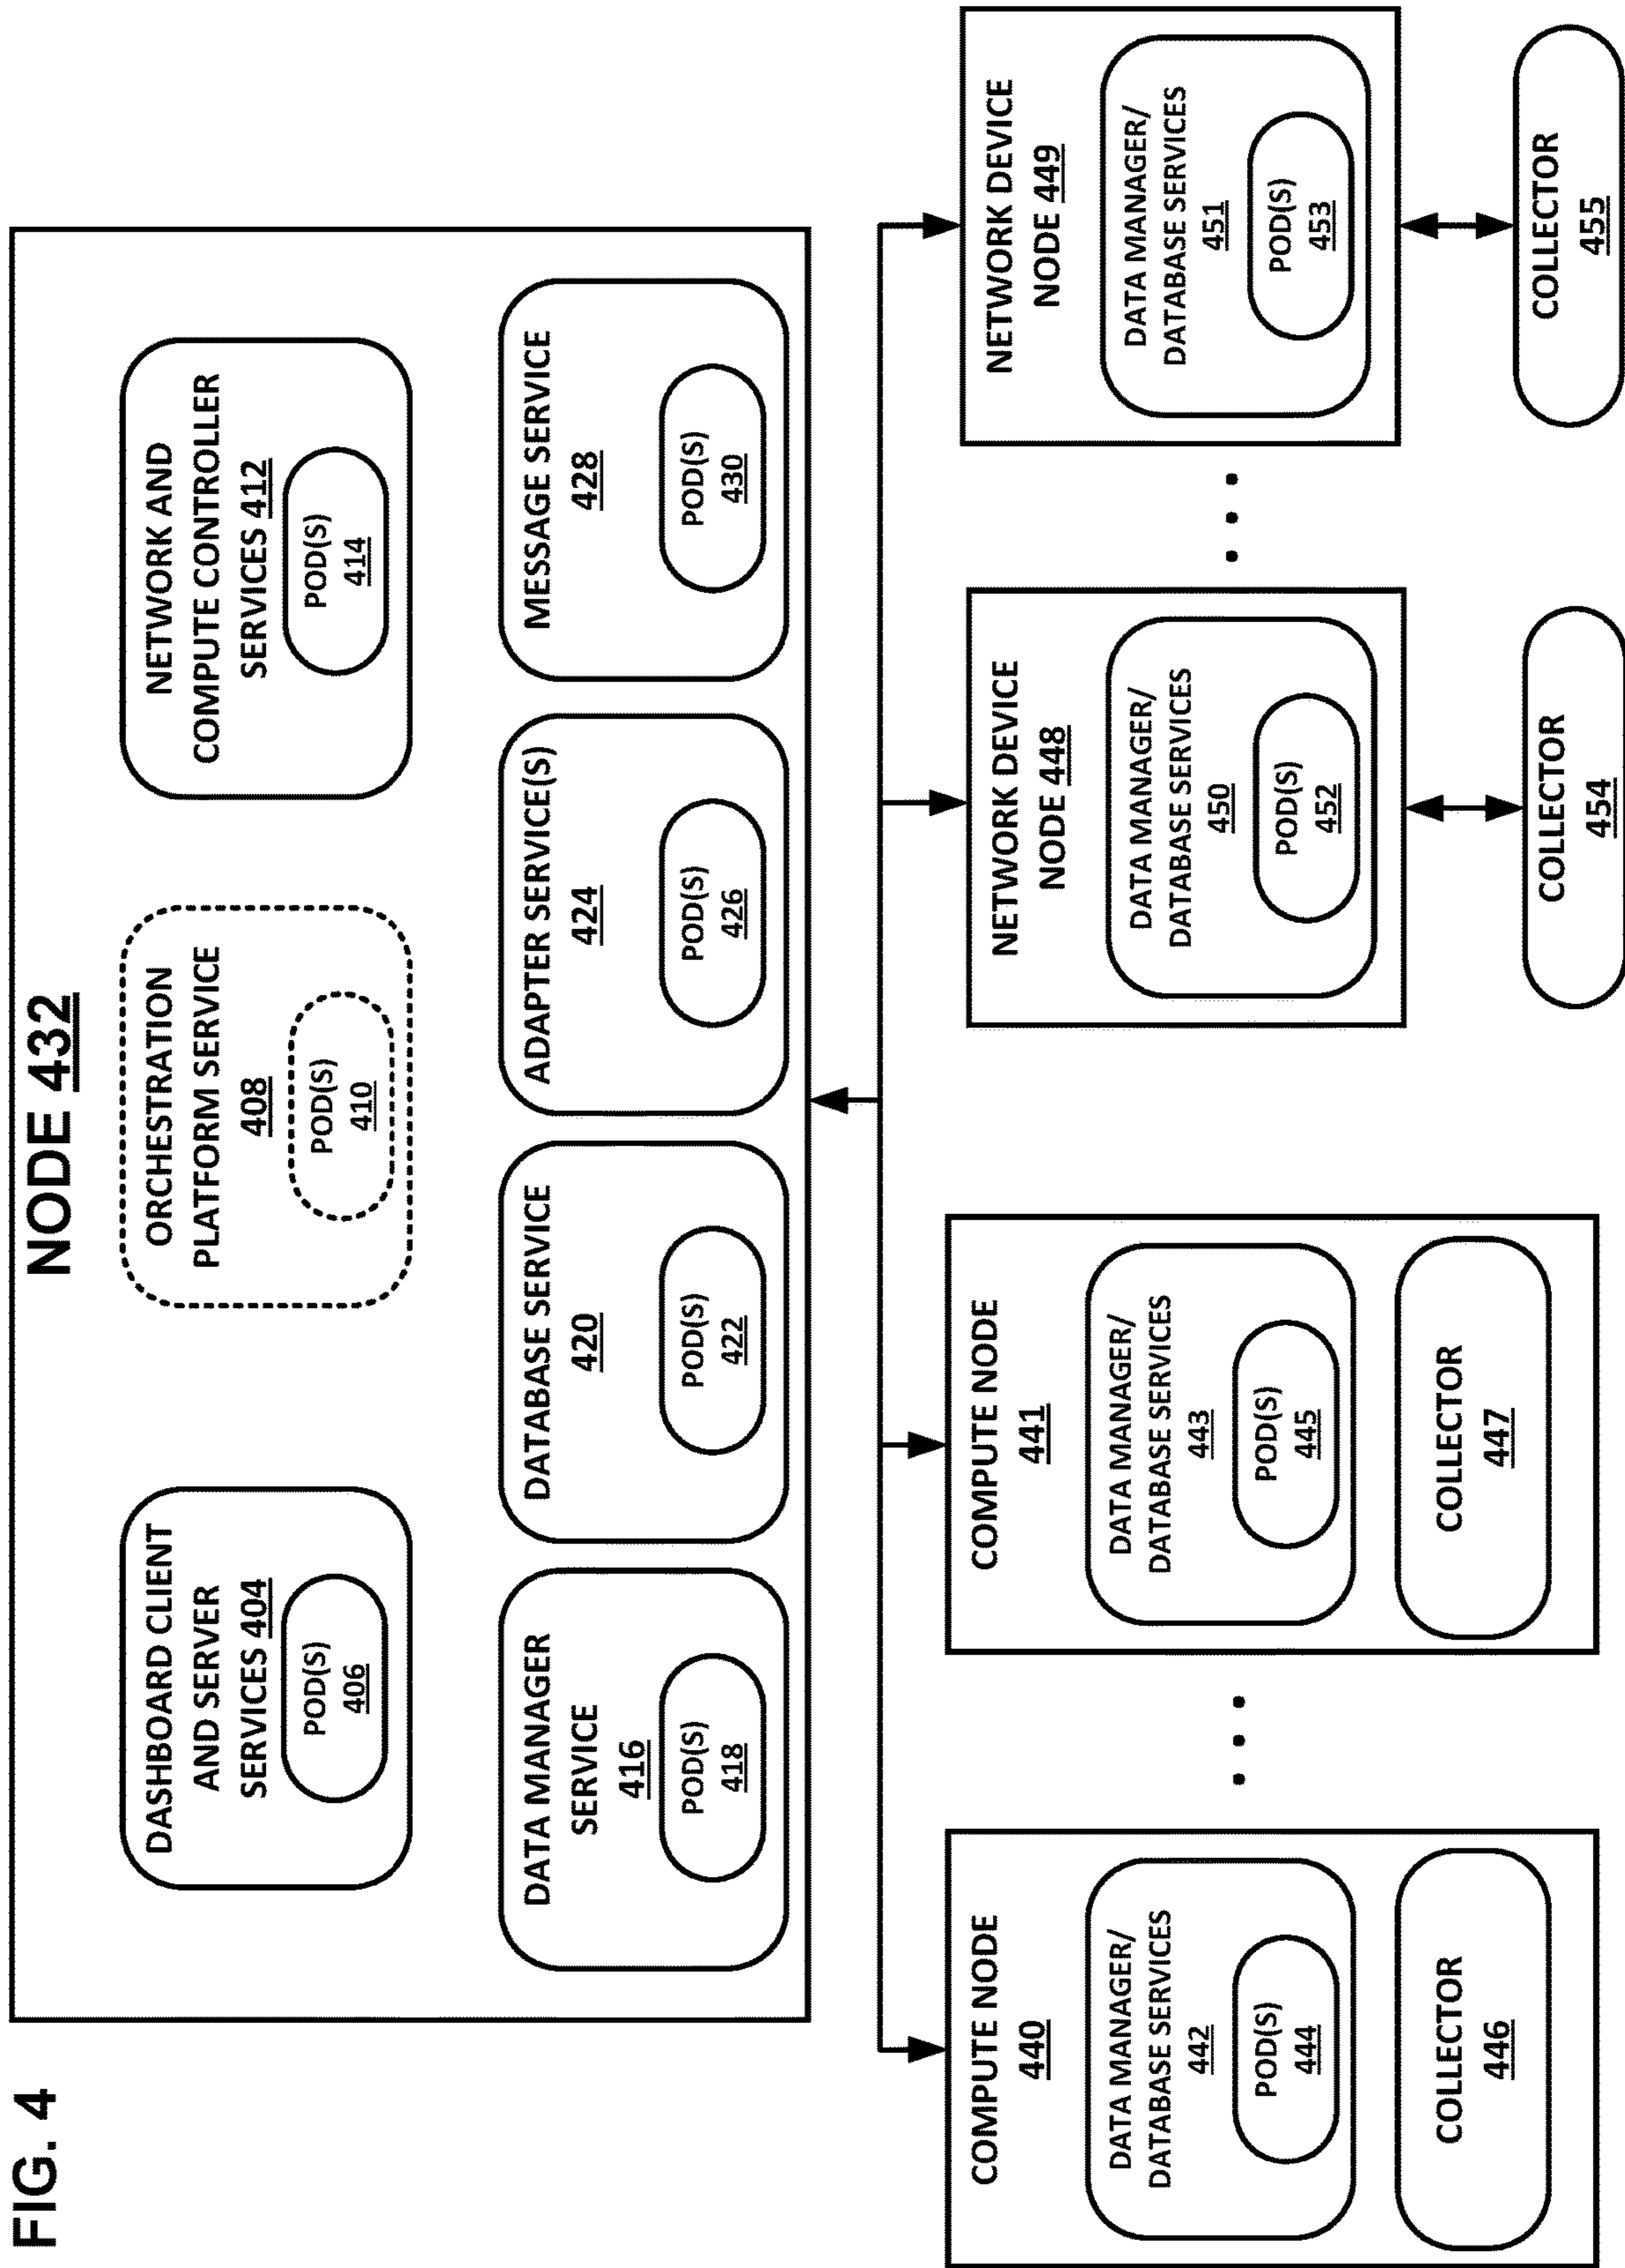 FIG. 4
NODE 432
DASHBOARD CLIENT
AND SERVER
SERVICES 404
POD(S)
406
ORCHESTRATION
PLATFORM SERVICE
408
POD(S)
410
NETWORK AND
COMPUTE CONTROLLER
SERVICES 412
POD(S)
414
DATA MANAGER
SERVICE
416
POD(S)
418
DATABASE SERVICE
420
POD(S)
422
ADAPTER SERVICE(S)
424
POD(S)
426
MESSAGE SERVICE
428
POD(S)
430
COMPUTE NODE
440
DATA MANAGER/
DATABASE SERVICES
442
POD(S)
444
COLLECTOR
446
COMPUTE NODE
441
DATA MANAGER/
DATABASE SERVICES
443
POD(S)
445
COLLECTOR
447
NETWORK DEVICE
NODE 448
DATA MANAGER/
DATABASE SERVICES
450
POD(S)
452
COLLECTOR
454
NETWORK DEVICE
NODE 449
DATA MANAGER/
DATABASE SERVICES
451
POD(S)
453
COLLECTOR
455